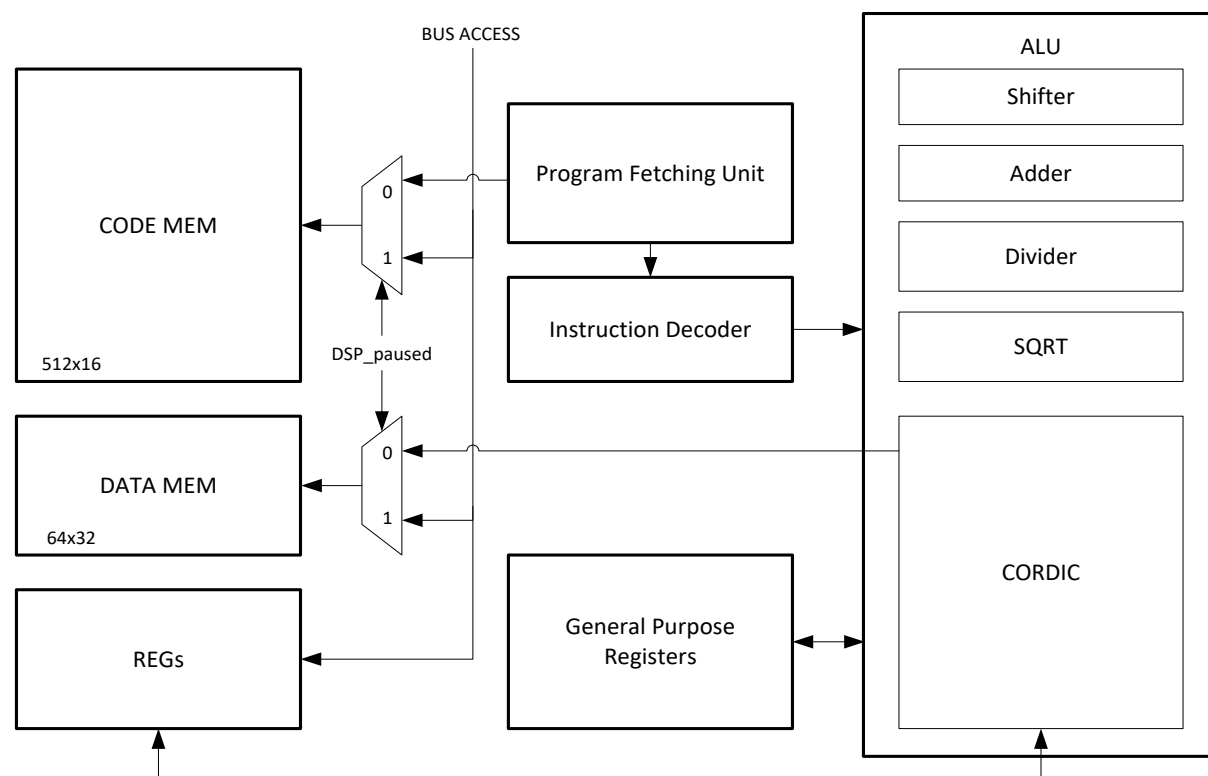 BUS ACCESS
ALU
Shifter
Adder
Divider
SQRT
CORDIC
CODE MEM
512x16
0
1
Program Fetching Unit
Instruction Decoder
DSP_paused
DATA MEM
64x32
0
1
REGs
General Purpose
Registers